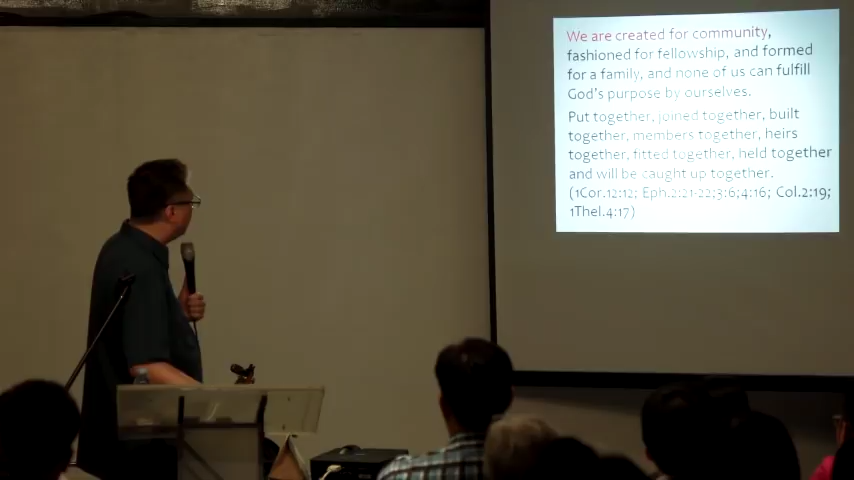 We are created for community,
fashioned for fellowship, and formed
for a family, and none of us can fulfill
God's purpose by ourselves.
Put together, joined together, built
together, members together, heirs
together, fitted together, held together
and will be caught up together.
(1Cor.12:12; Eph.2:21-22;3:6;4:16; Col.2:19;
1Thel.4:17)